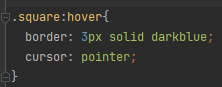 .square:hover{
border: 3px solid darkblue;
cursor: pointer;
}